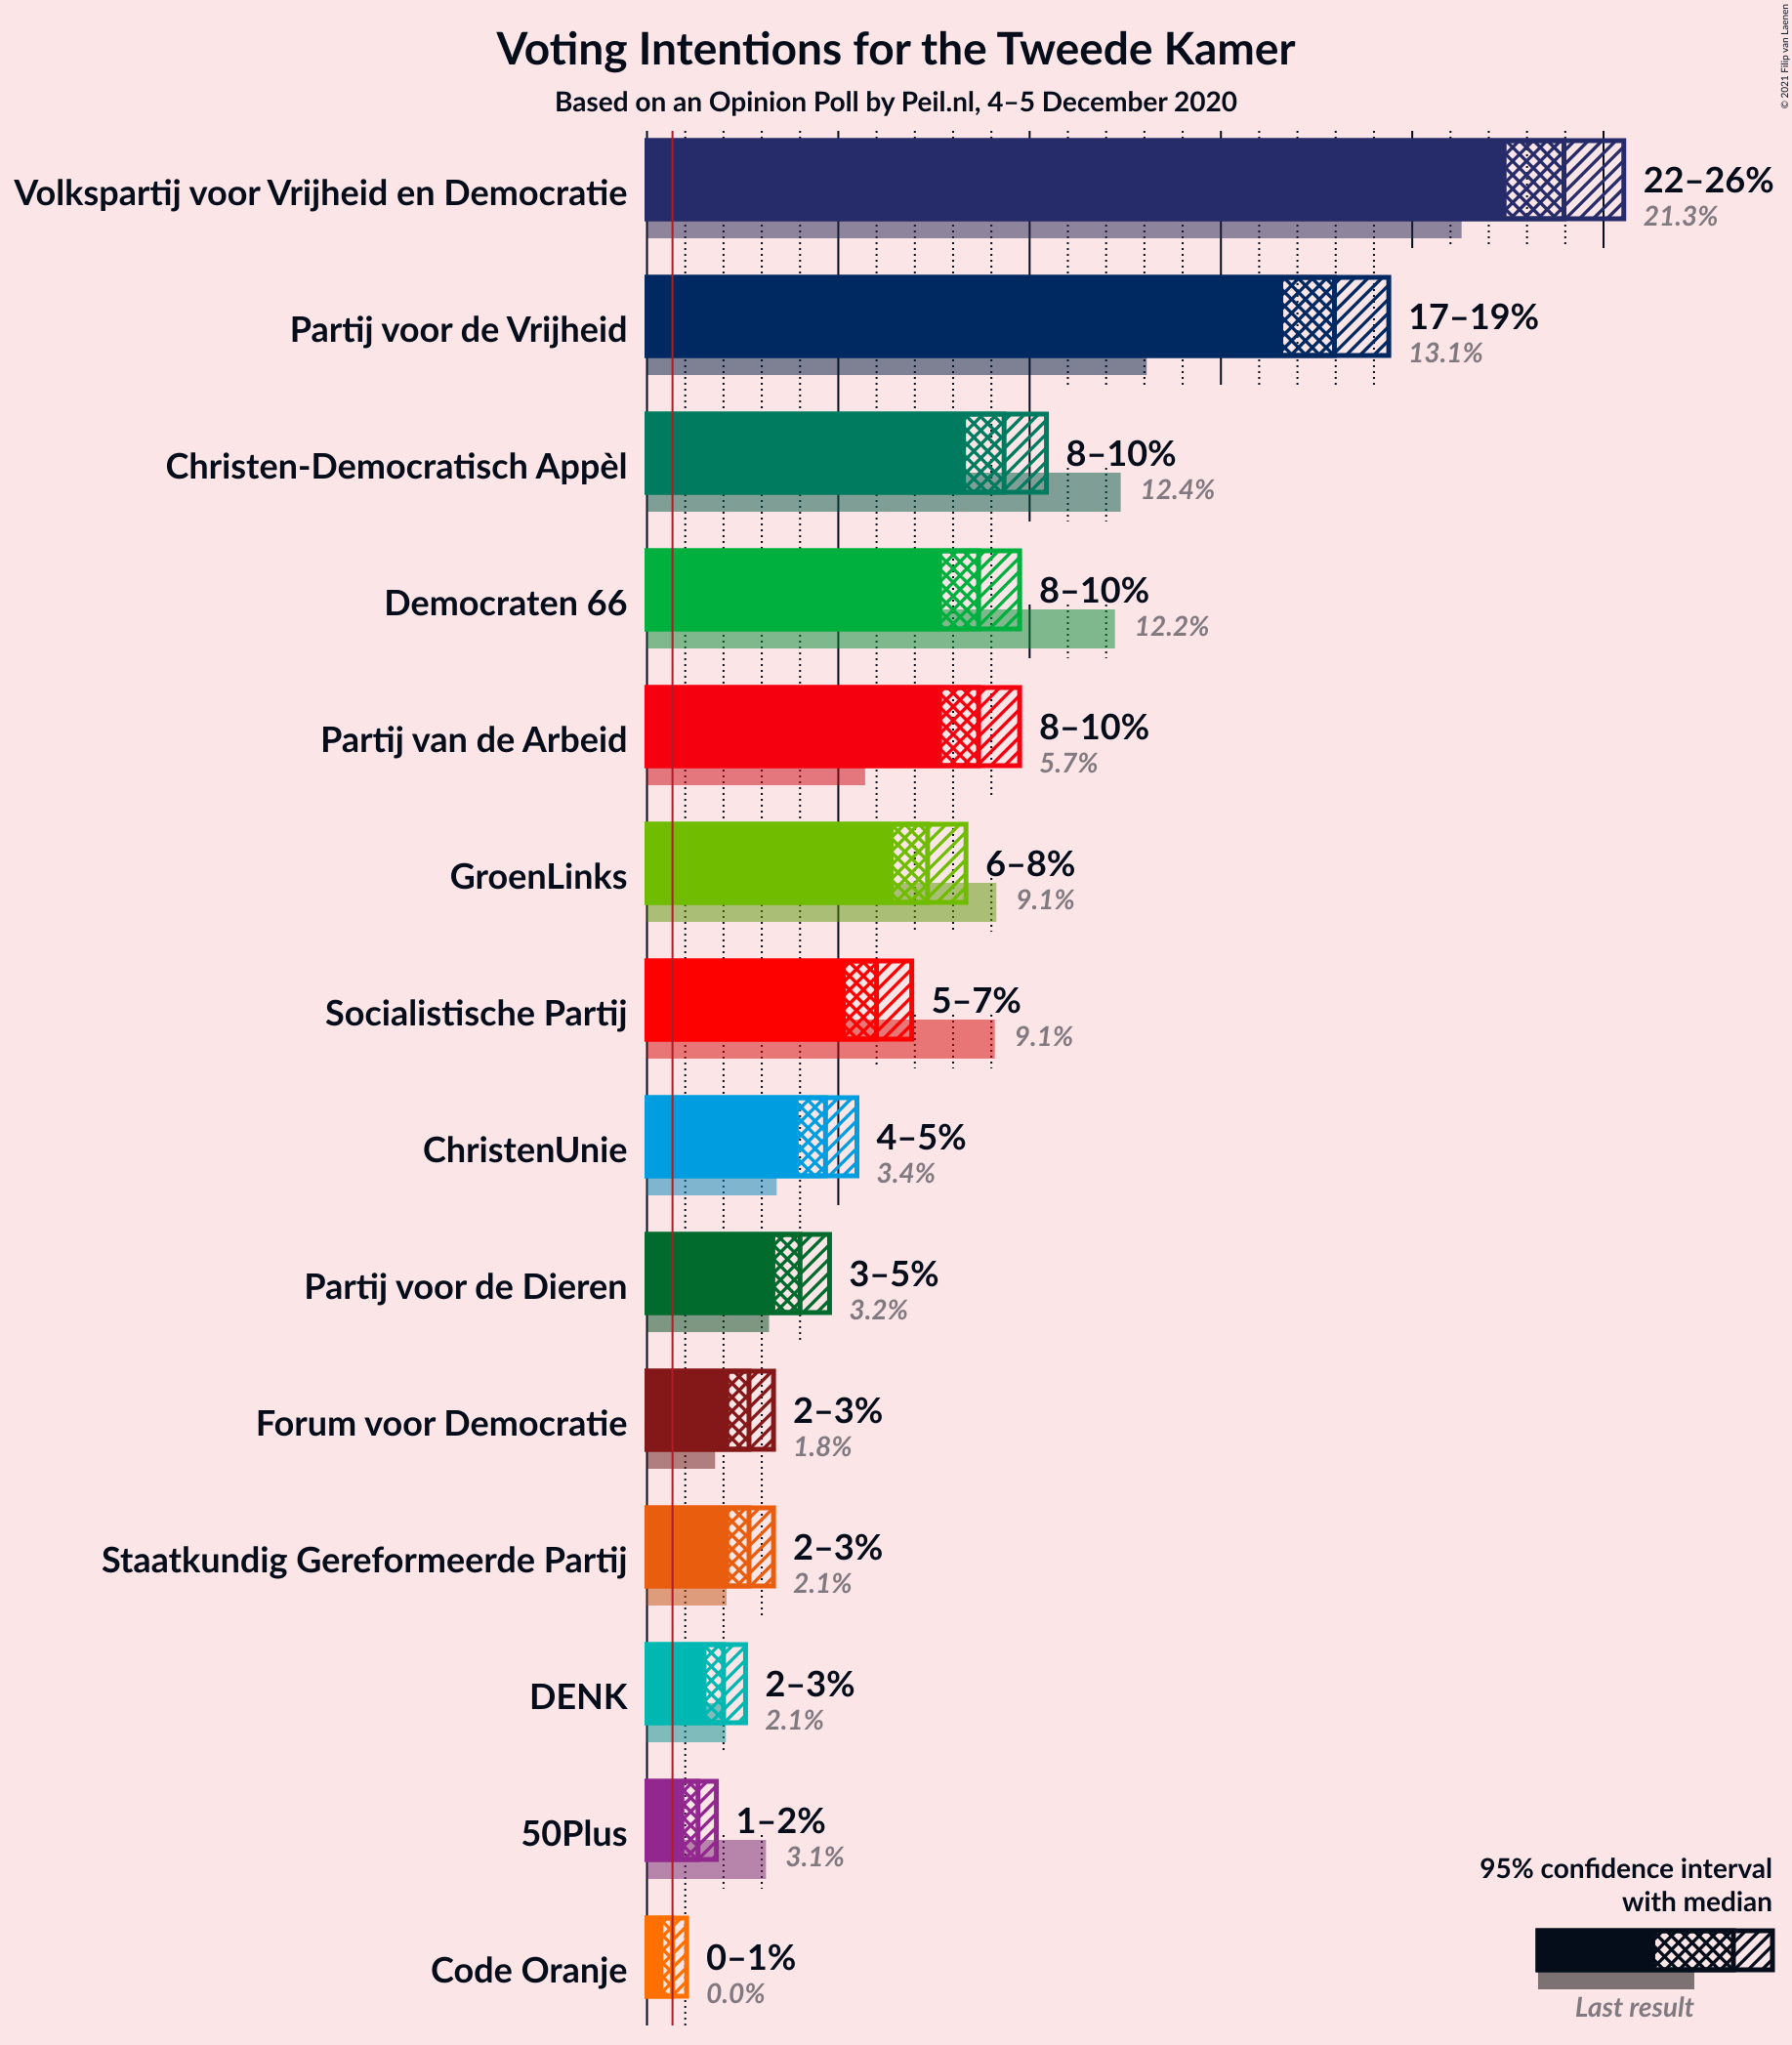 Voting Intentions for the Tweede Kamer
Based on an Opinion Poll by Peil.nl, 4–5 December 2020
© 2021 Filip van Laenen
Volkspartij voor Vrijheid en Democratie
22–26%
21.3%
Partij voor de Vrijheid
17–19%
13.1%
Christen-Democratisch Appèl
8–10%
12.4%
Democraten 66
8–10%
12.2%
Partij van de Arbeid
8–10%
5.7%
GroenLinks
6–8%
9.1%
Socialistische Partij
5–7%
9.1%
ChristenUnie
4–5%
3.4%
Partij voor de Dieren
3–5%
3.2%
Forum voor Democratie
2–3%
1.8%
Staatkundig Gereformeerde Partij
2–3%
2.1%
DENK
2–3%
2.1%
50Plus
1–2%
3.1%
Code Oranje
0–1%
0.0%
95% confidence interval
with median
Last result